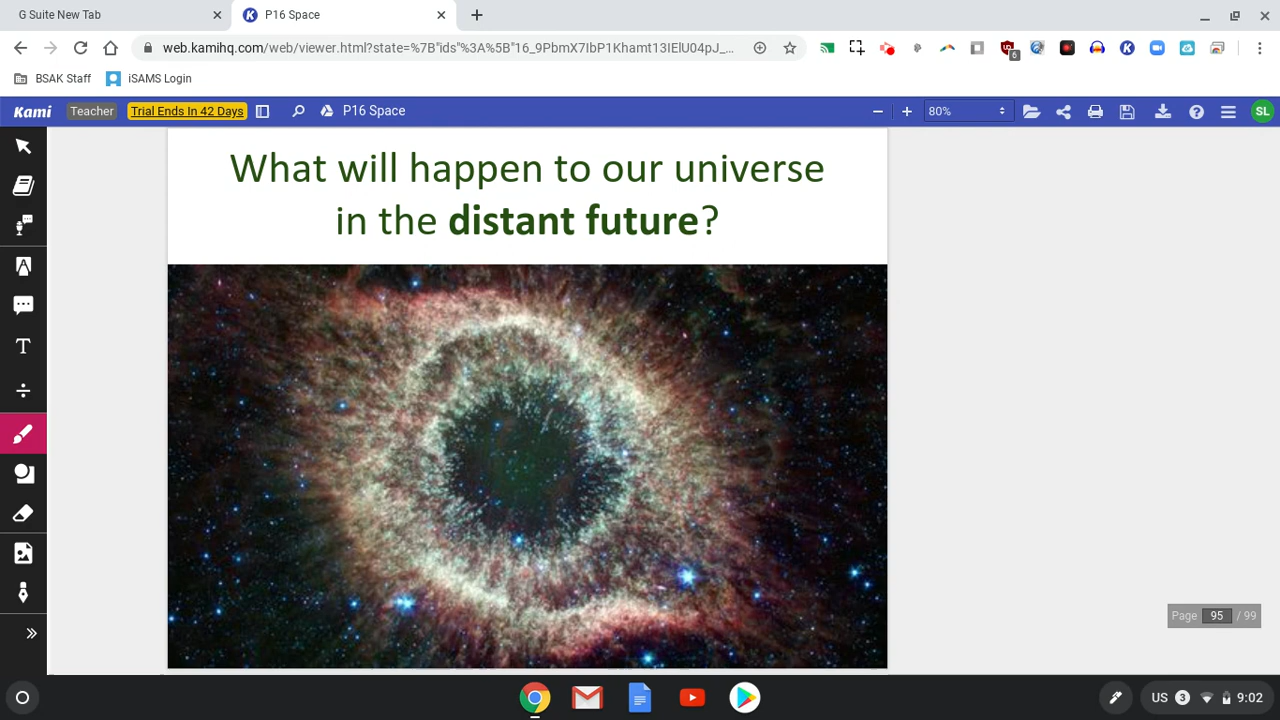 G Suite New Tab
P16 Space
web.kamihq.com/web/viewer.html?state=%7B"ids"%3A%5B"16_9PbmX7IbP1Khamt13IElU04pJ_...
6
BSAK Staff
iSAMS Login
Kami
Teacher
Trial Ends In 42 Days
P16 Space
80%
SL
What will happen to our universe
in the distant future?
Page 95 / 99
US 3 9:02